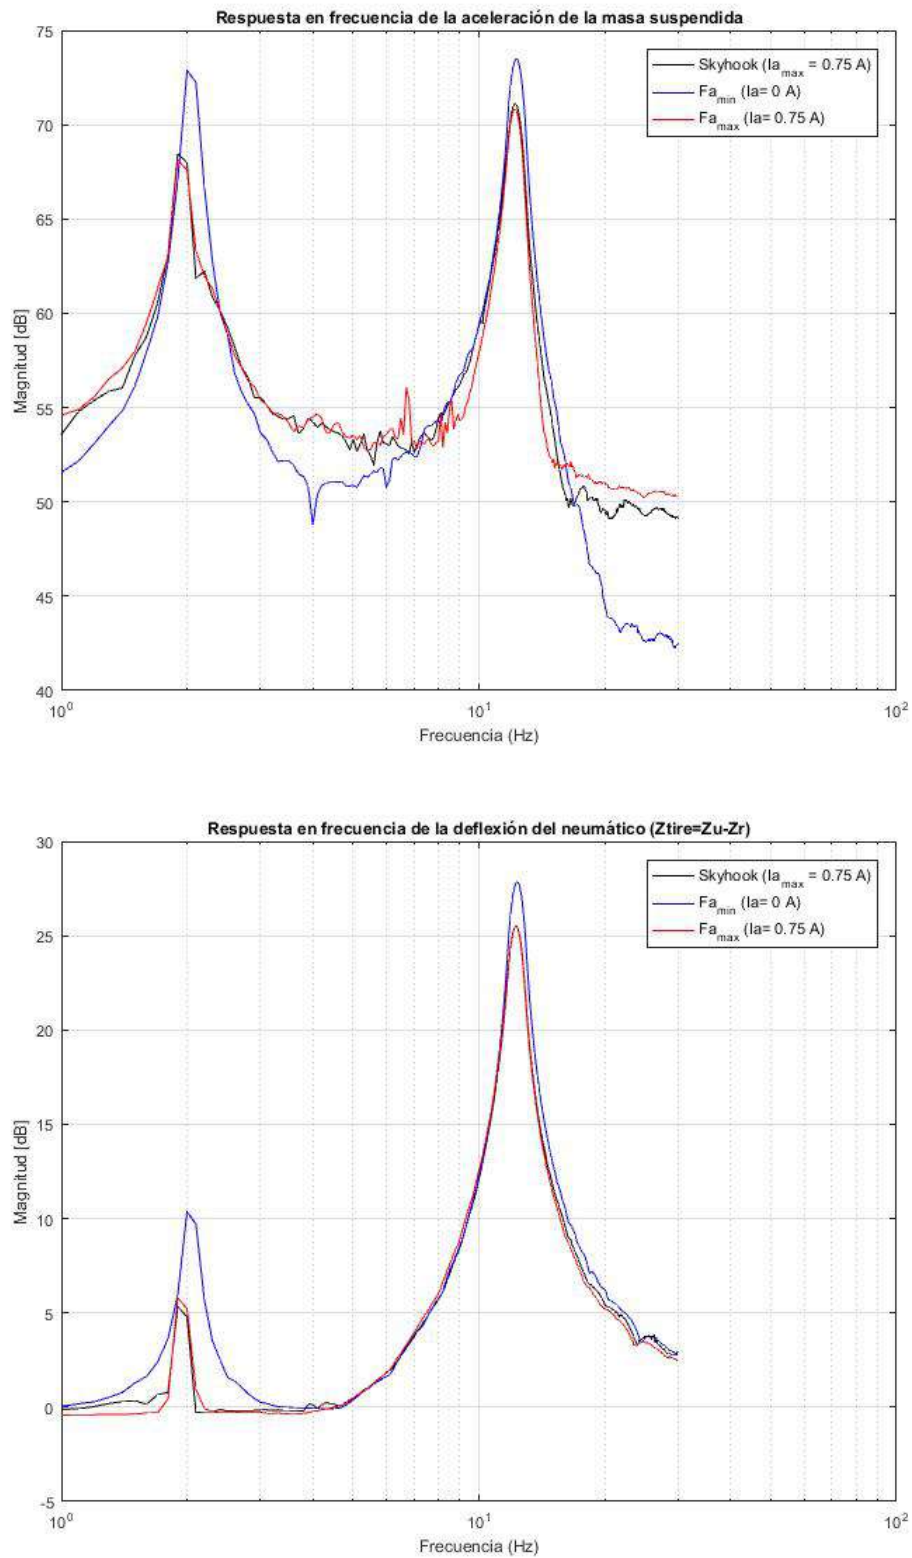 Respuesta en frecuencia de la aceleración de la masa suspendida
75
70
65
60
55
50
45
40
Magnitud [dB]
Skyhook (Ia_max = 0.75 A)
Fa_min (Ia= 0 A)
Fa_max (Ia= 0.75 A)
10^0
10^1
10^2
Frecuencia (Hz)
Respuesta en frecuencia de la deflexión del neumático (Ztire=Zu-Zr)
30
25
20
15
10
5
0
-5
Magnitud [dB]
Skyhook (Ia_max = 0.75 A)
Fa_min (Ia= 0 A)
Fa_max (Ia= 0.75 A)
10^0
10^1
10^2
Frecuencia (Hz)